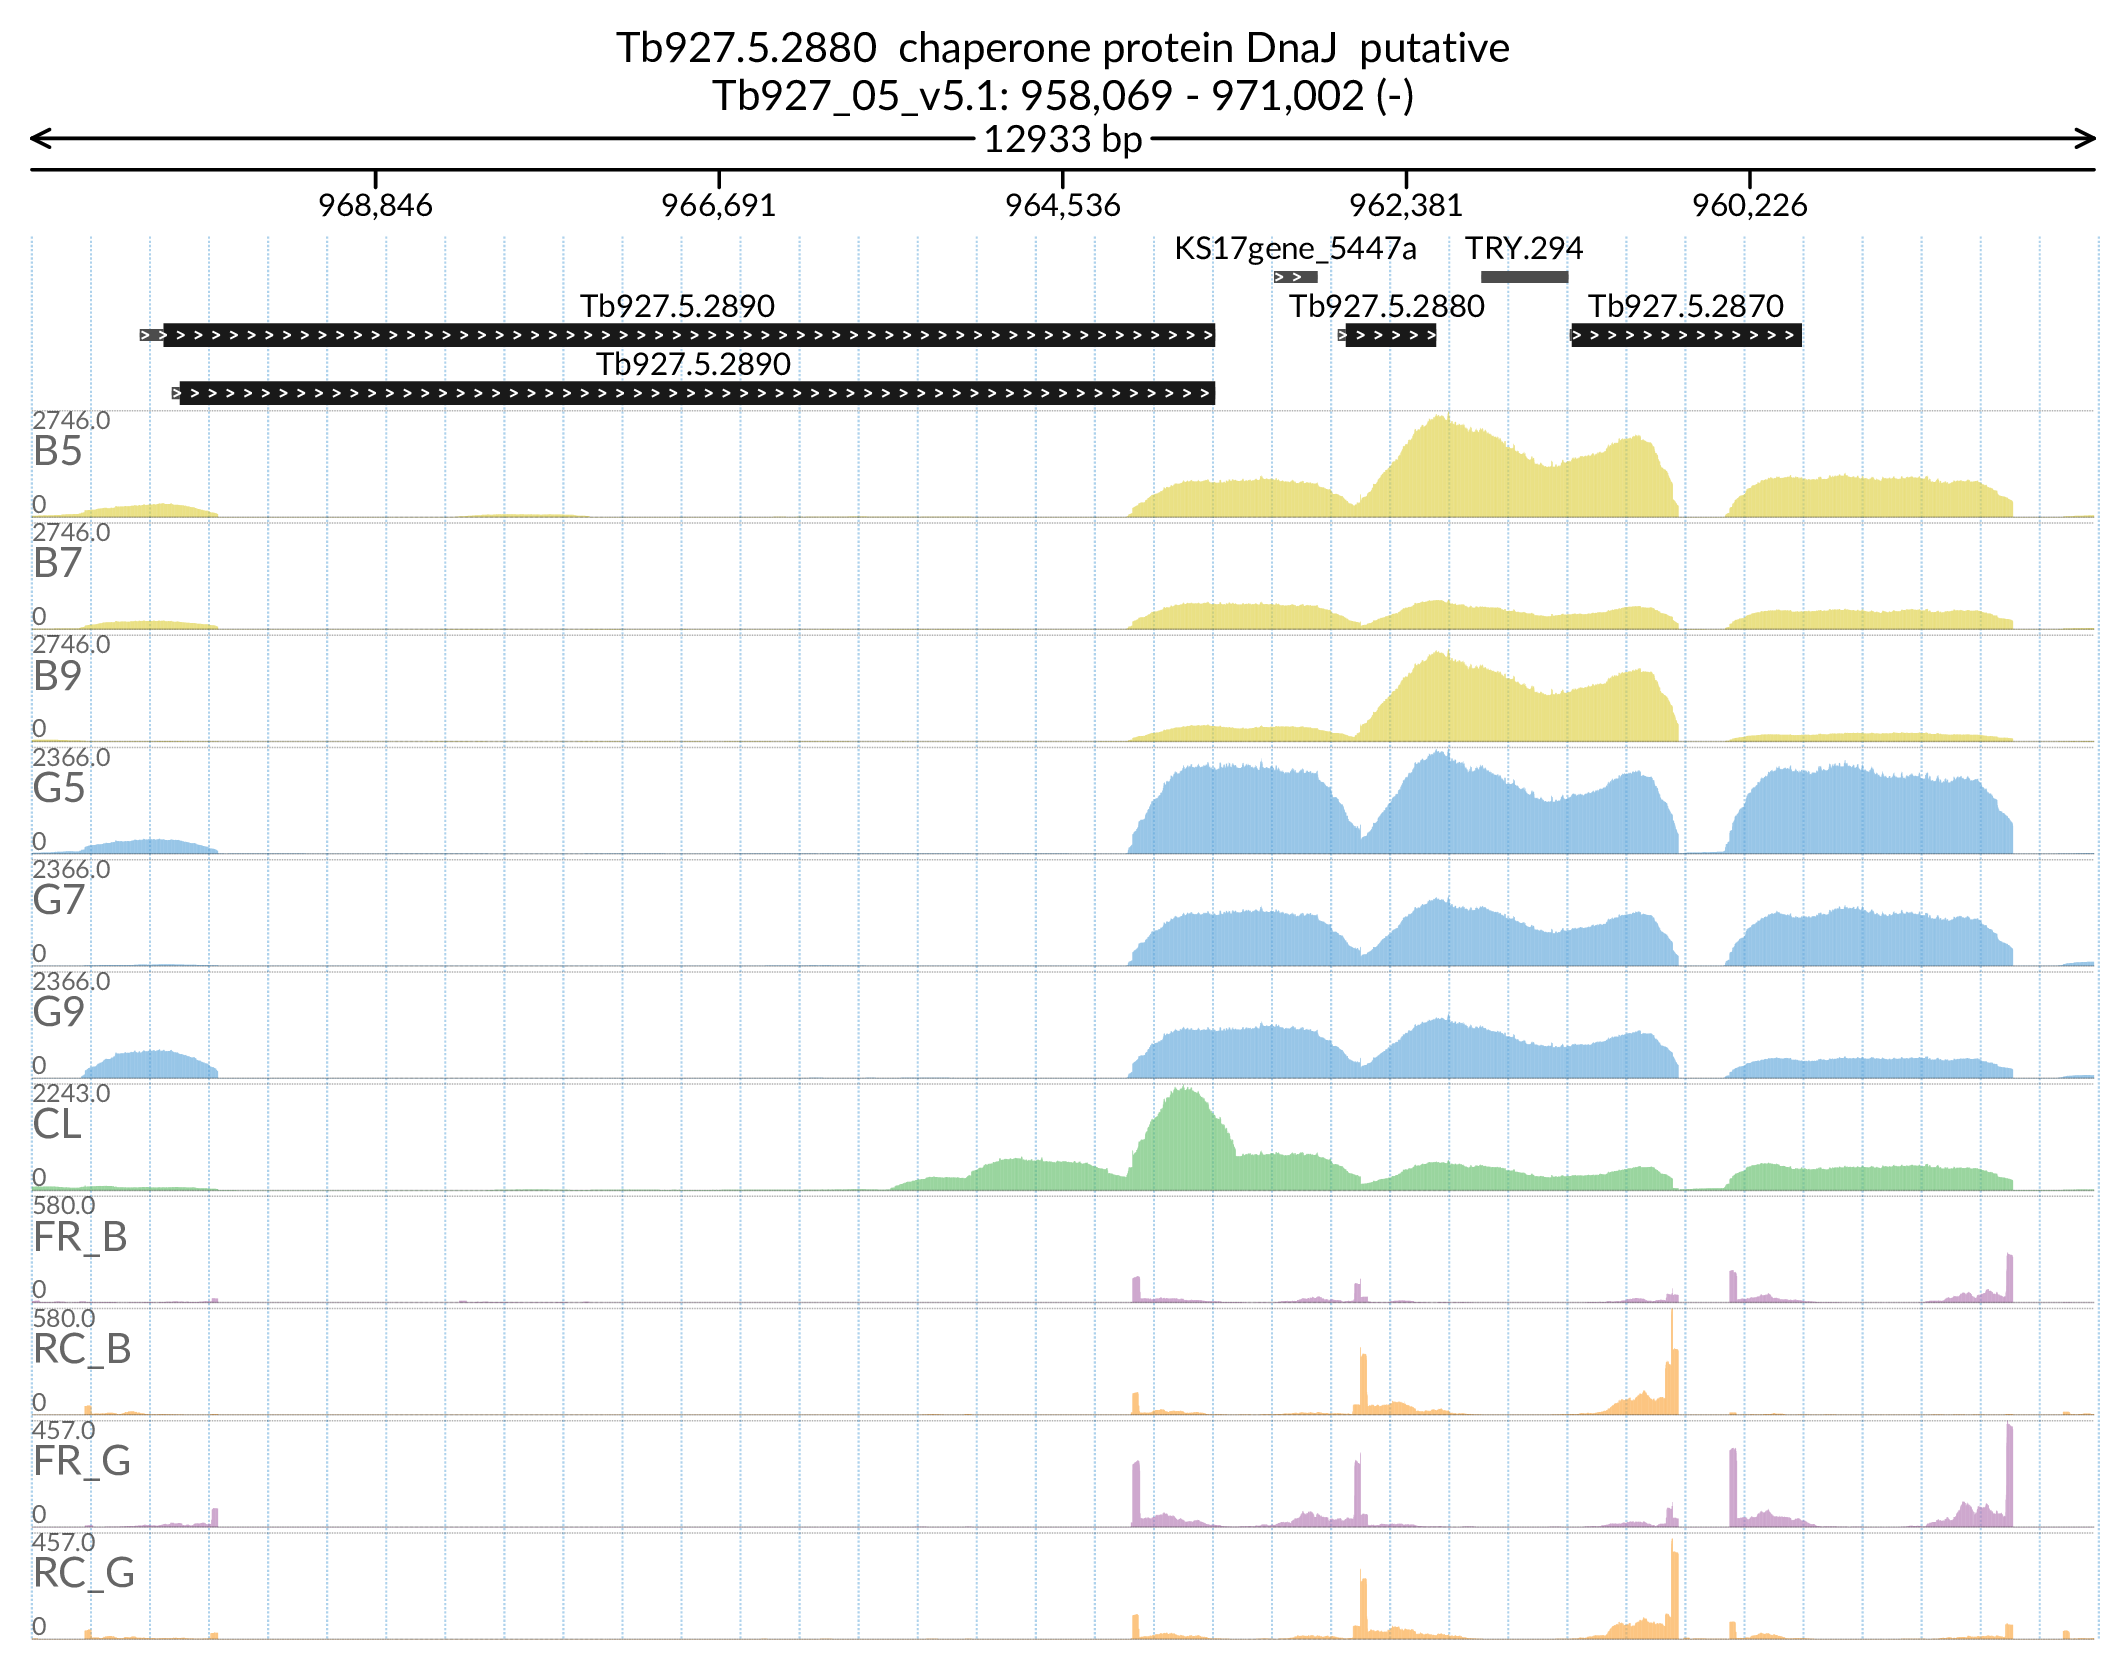 Tb927.5.2880 chaperone protein DnaJ putative
Tb927_05_v5.1: 958,069 - 971,002 (-)
12933 bp
968,846 966,691 964,536 962,381 960,226
KS17gene_5447a TRY.294
Tb927.5.2890 Tb927.5.2880 Tb927.5.2870
Tb927.5.2890
2746.0
B5
0
2746.0
B7
0
2746.0
B9
0
2366.0
G5
0
2366.0
G7
0
2366.0
G9
0
2243.0
CL
0
580.0
FR_B
0
580.0
RC_B
0
457.0
FR_G
0
457.0
RC_G
0